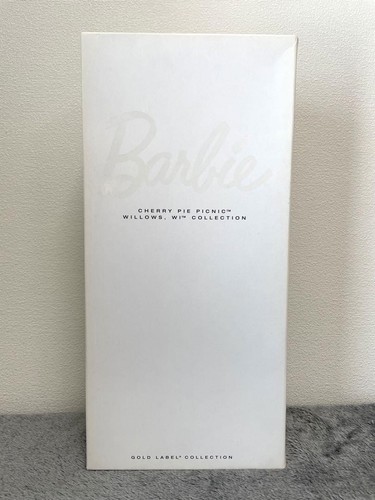 Barbie
CHERRY PIE PICNIC™
WILLOWS, WI™ COLLECTION
GOLD LABEL® COLLECTION